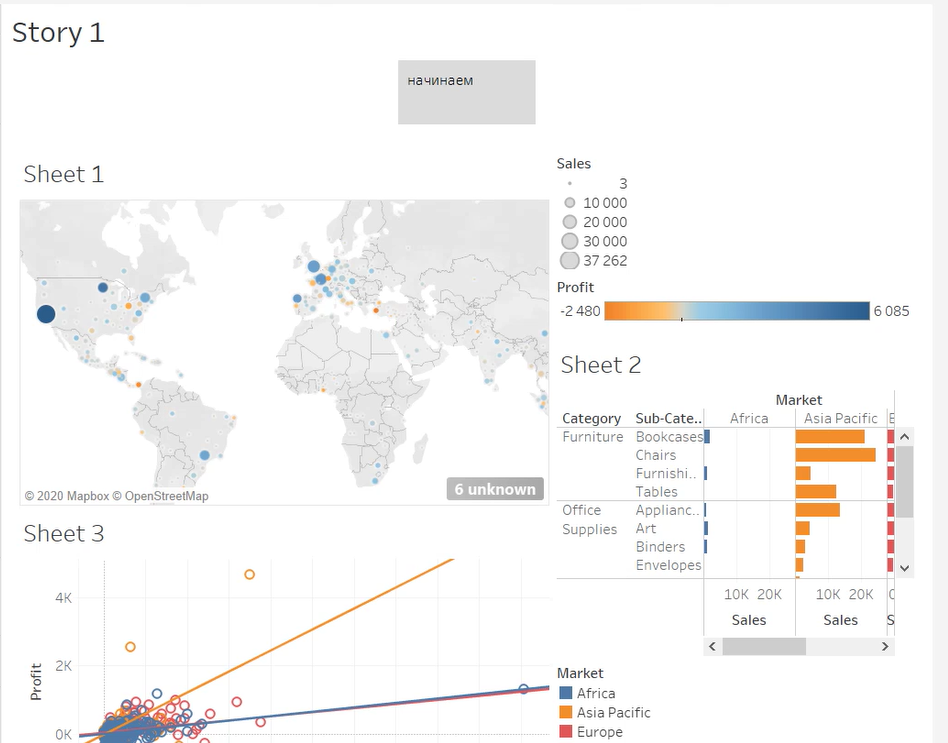 Story 1
начинаем
Sheet 1
© 2020 Mapbox © OpenStreetMap
6 unknown
Sales
3
10 000
20 000
30 000
37 262
Profit
-2 480 6 085
Sheet 2
Market
Category Sub-Cate.. Africa Asia Pacific E
Furniture Bookcases
Chairs
Furnishi..
Tables
Office Supplies Applianc..
Art
Binders
Envelopes
10K 20K 10K 20K
Sales Sales S
Sheet 3
Profit
4K
2K
0K
Market
Africa
Asia Pacific
Europe